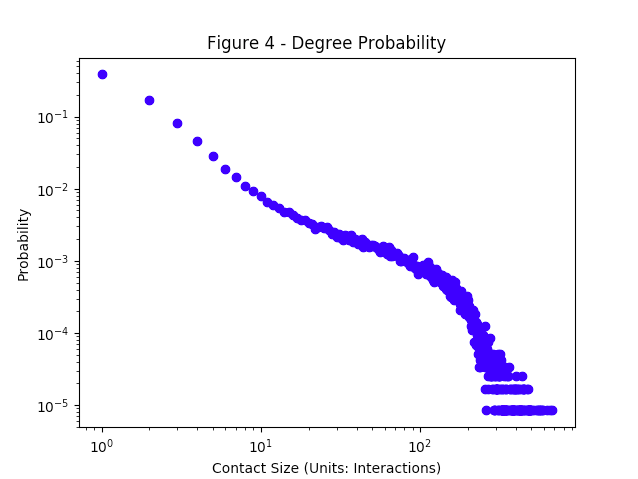 Figure 4 - Degree Probability
10⁻¹
10⁻²
10⁻³
10⁻⁴
10⁻⁵
Probability
10⁰ 10¹ 10²
Contact Size (Units: Interactions)